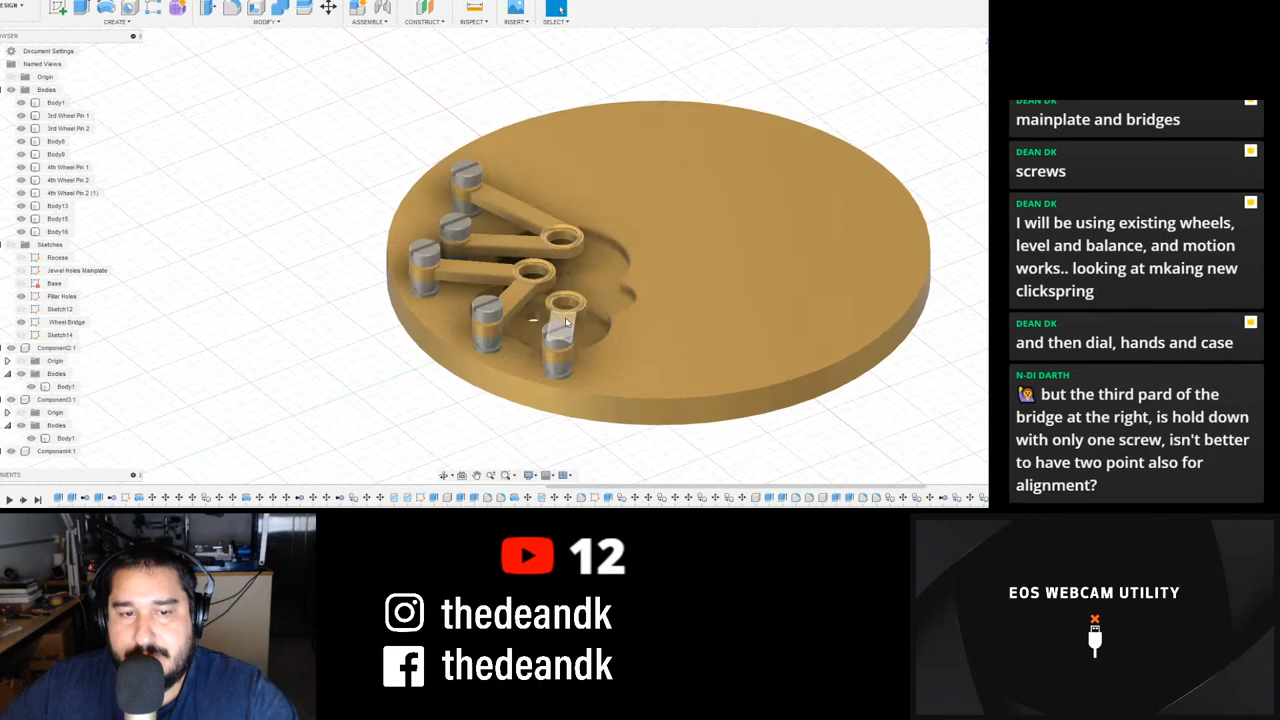 ESIGN ▾
CREATE ▾
MODIFY ▾
ASSEMBLE ▾
CONSTRUCT ▾
INSPECT ▾
INSERT ▾
SELECT ▾
Document Settings
Named Views
Origin
Bodies
Body1
3rd Wheel Pin 1
3rd Wheel Pin 2
Body8
Body9
4th Wheel Pin 1
4th Wheel Pin 2
4th Wheel Pin 2 (1)
Body13
Body15
Body16
Sketches
Recess
Jewel Holes Mainplate
Base
Pillar Holes
Sketch12
Wheel Bridge
Sketch14
Component2:1
Origin
Bodies
Body1
Component3:1
Origin
Bodies
Body1
Component4:1
DEAN DK
mainplate and bridges
DEAN DK
screws
DEAN DK
I will be using existing wheels,
level and balance, and motion
works.. looking at mkaing new
clickspring
DEAN DK
and then dial, hands and case
N-DI DARTH
🙋 but the third pard of the
bridge at the right, is hold down
with only one screw, isn't better
to have two point also for
alignment?
12
thedeandk
thedeandk
EOS WEBCAM UTILITY